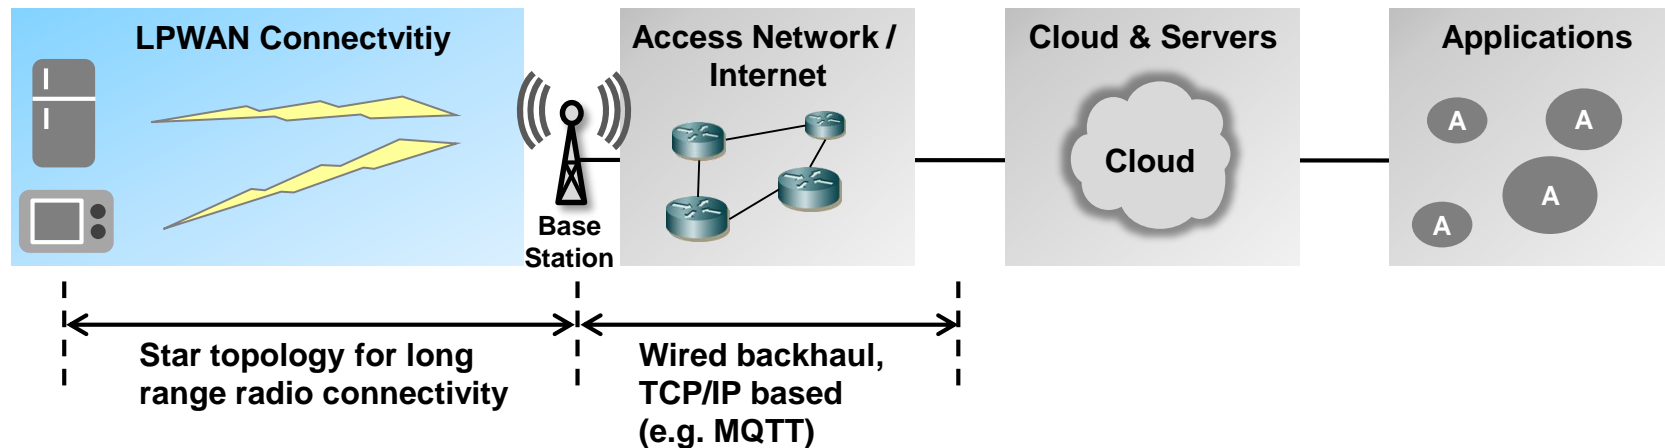 LPWAN Connectvitiy
Access Network /
Internet
Cloud & Servers
Applications
Cloud
A
A
A
A
Base
Station
Star topology for long
range radio connectivity
Wired backhaul,
TCP/IP based
(e.g. MQTT)